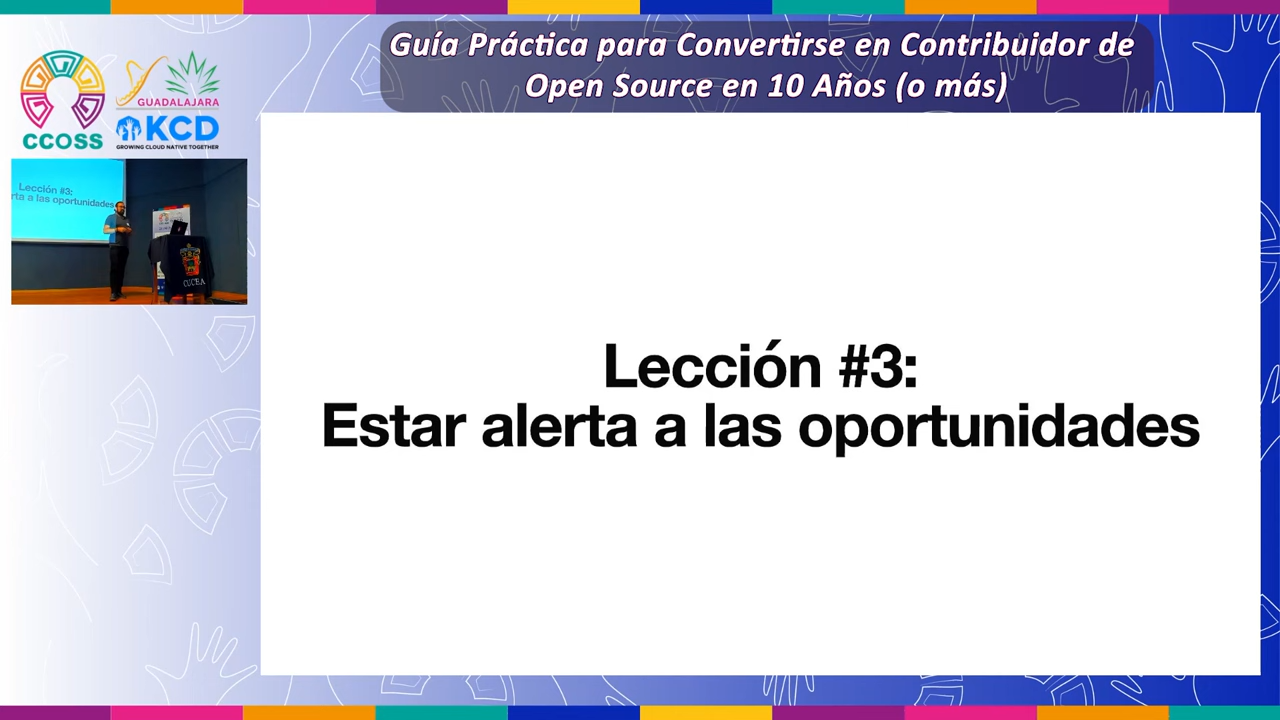 Guía Práctica para Convertirse en Contribuidor de
Open Source en 10 Años (o más)
CCOSS
GUADALAJARA
KCD
GROWING CLOUD NATIVE TOGETHER
Lección #3:
rta a las oportunidades
CUCEA
Lección #3:
Estar alerta a las oportunidades